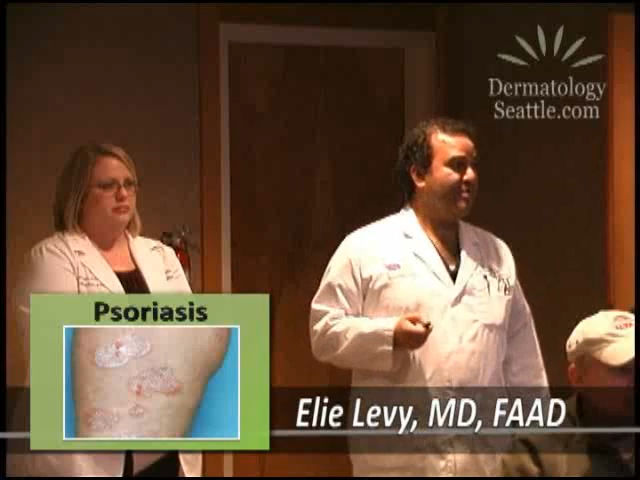 Dermatology
Seattle.com
Psoriasis
Elie Levy, MD, FAAD